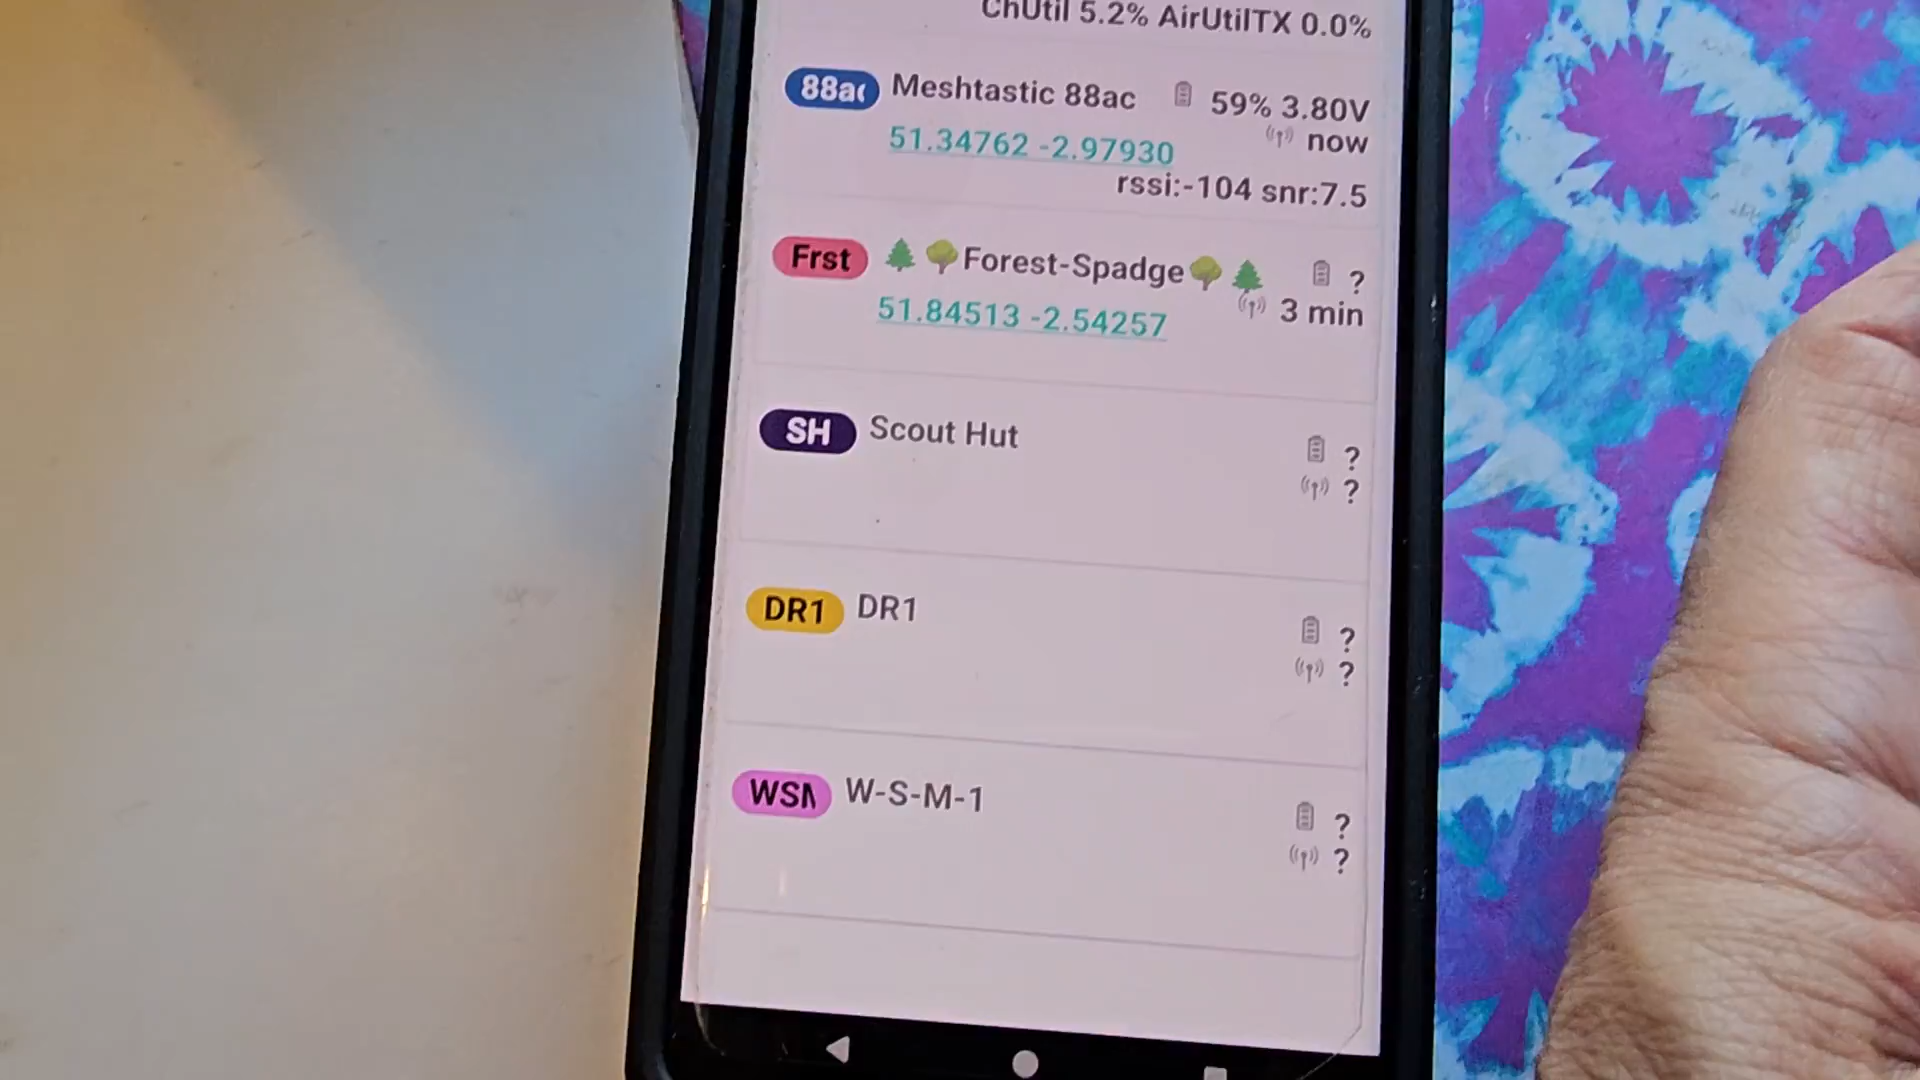 ChUtil 5.2% AirUtilTX 0.0%
88ac Meshtastic 88ac 59% 3.80V
51.34762 -2.97930 now
rssi:-104 snr:7.5
Frst 🌲🌳Forest-Spadge🌳🌲 ?
51.84513 -2.54257 3 min
SH Scout Hut ?
?
DR1 DR1 ?
?
WSM W-S-M-1 ?
?